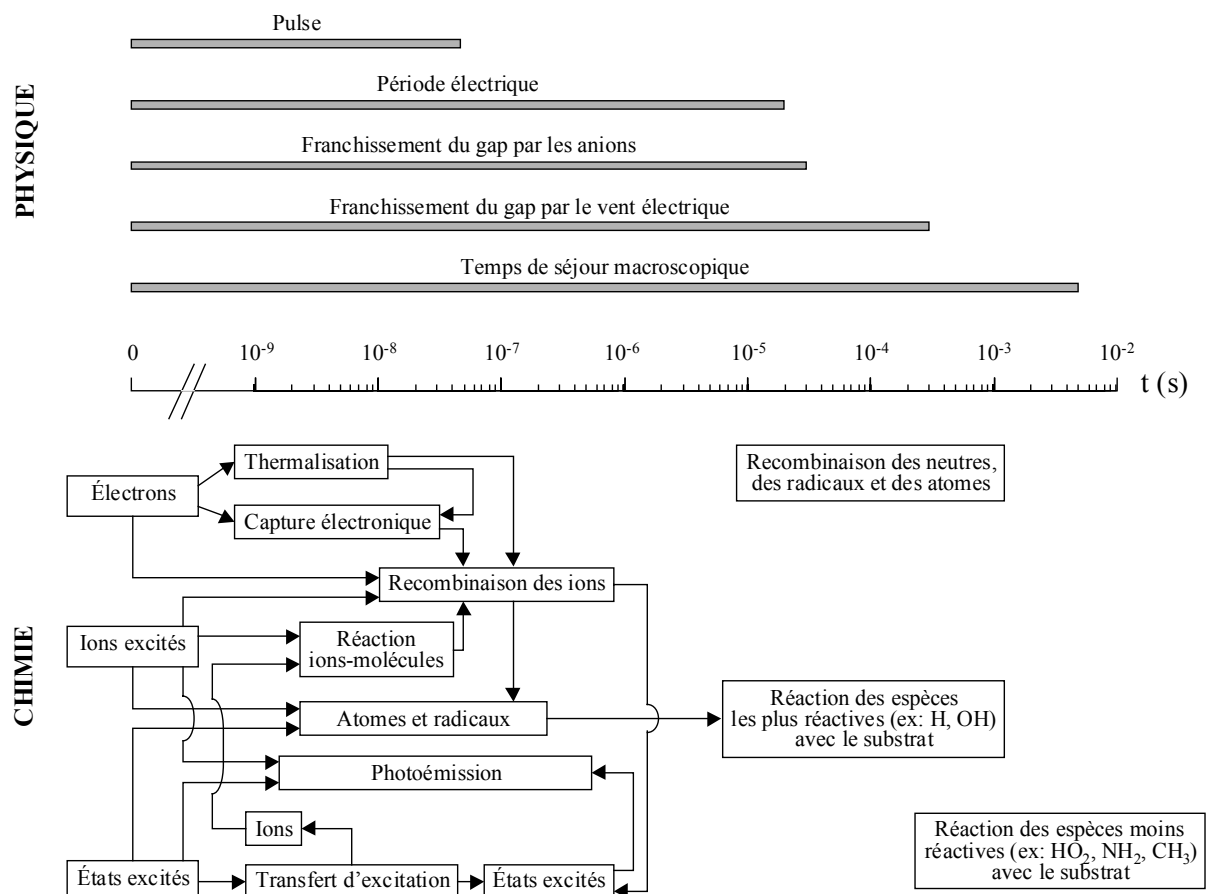 PHYSIQUE
Pulse
Période électrique
Franchissement du gap par les anions
Franchissement du gap par le vent électrique
Temps de séjour macroscopique
0 10⁻⁹ 10⁻⁸ 10⁻⁷ 10⁻⁶ 10⁻⁵ 10⁻⁴ 10⁻³ 10⁻²
t (s)
CHIMIE
Thermalisation
Électrons
Capture électronique
Recombinaison des neutres,
des radicaux et des atomes
Recombinaison des ions
Ions excités
Réaction
ions-molécules
Atomes et radicaux
Réaction des espèces
les plus réactives (ex: H, OH)
avec le substrat
Photoémission
Ions
États excités
Transfert d'excitation
États excités
Réaction des espèces moins
réactives (ex: HO₂, NH₂, CH₃)
avec le substrat